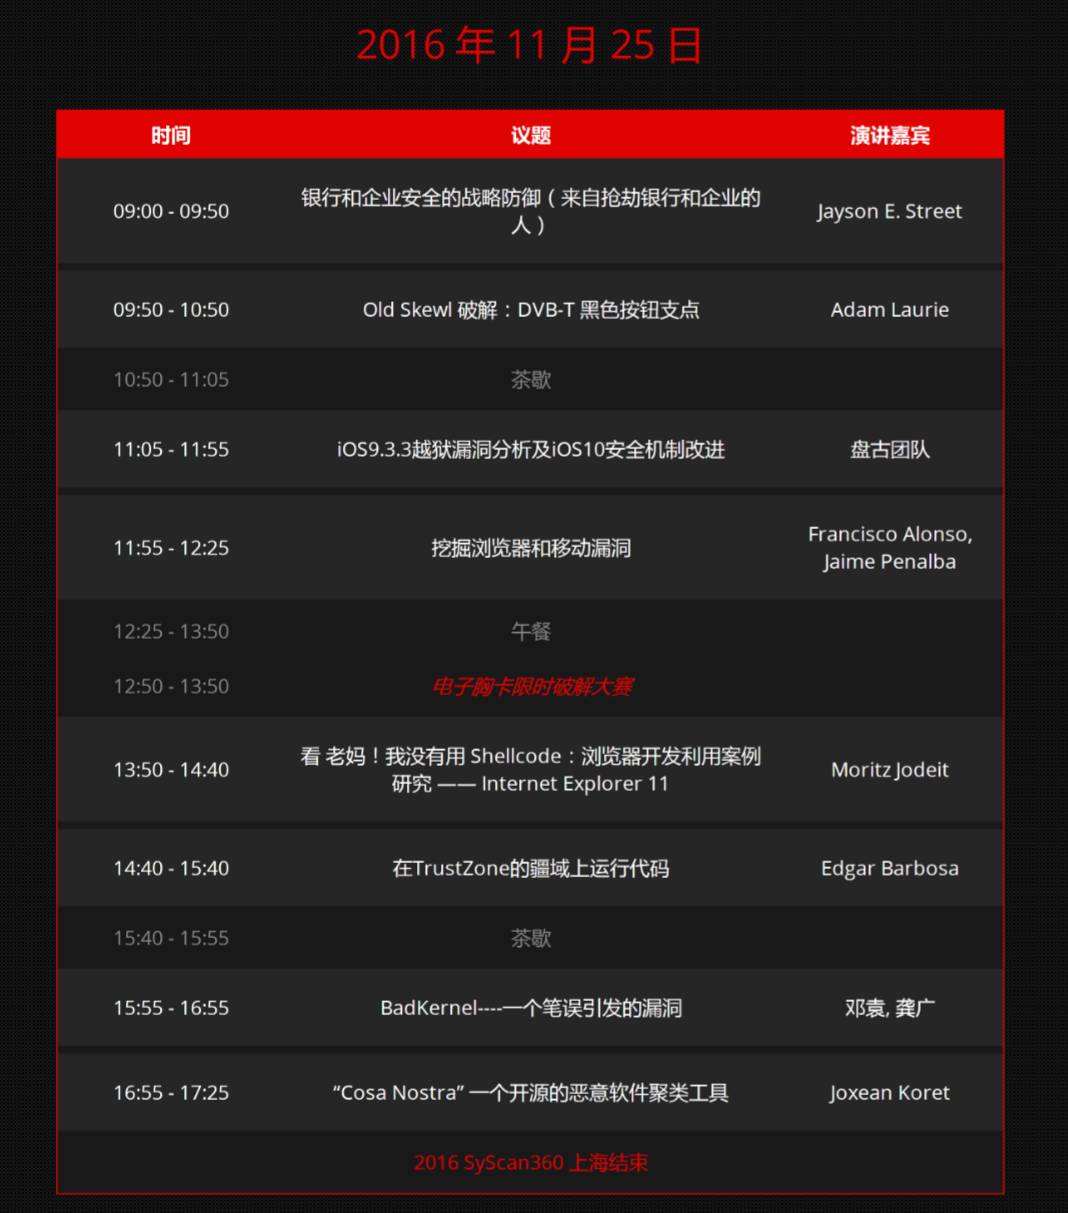 2016 年 11 月 25 日
时间 议题 演讲嘉宾
09:00 - 09:50 银行和企业安全的战略防御（来自抢劫银行和企业的
人） Jayson E. Street
09:50 - 10:50 Old Skewl 破解：DVB-T 黑色按钮支点 Adam Laurie
10:50 - 11:05 茶歇
11:05 - 11:55 iOS9.3.3越狱漏洞分析及iOS10安全机制改进 盘古团队
11:55 - 12:25 挖掘浏览器和移动漏洞 Francisco Alonso,
Jaime Penalba
12:25 - 13:50 午餐
12:50 - 13:50 电子胸卡限时破解大赛
13:50 - 14:40 看 老妈！我没有用 Shellcode：浏览器开发利用案例
研究 —— Internet Explorer 11 Moritz Jodeit
14:40 - 15:40 在TrustZone的疆域上运行代码 Edgar Barbosa
15:40 - 15:55 茶歇
15:55 - 16:55 BadKernel----一个笔误引发的漏洞 邓袁, 龚广
16:55 - 17:25 “Cosa Nostra” 一个开源的恶意软件聚类工具 Joxean Koret
2016 SyScan360 上海结束